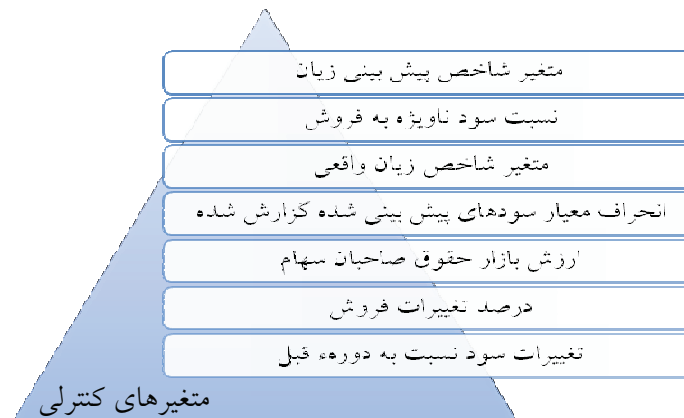 متغیر شاخص پیش بینی زیان
نسبت سود ناویژه به فروش
متغیر شاخص زیان واقعی
انحراف معیار سودهای پیش بینی شده گزارش شده
ارزش بازار حقوق صاحبان سهام
درصد تغییرات فروش
تغییرات سود نسبت به دورهء قبل
متغیرهای کنترلی